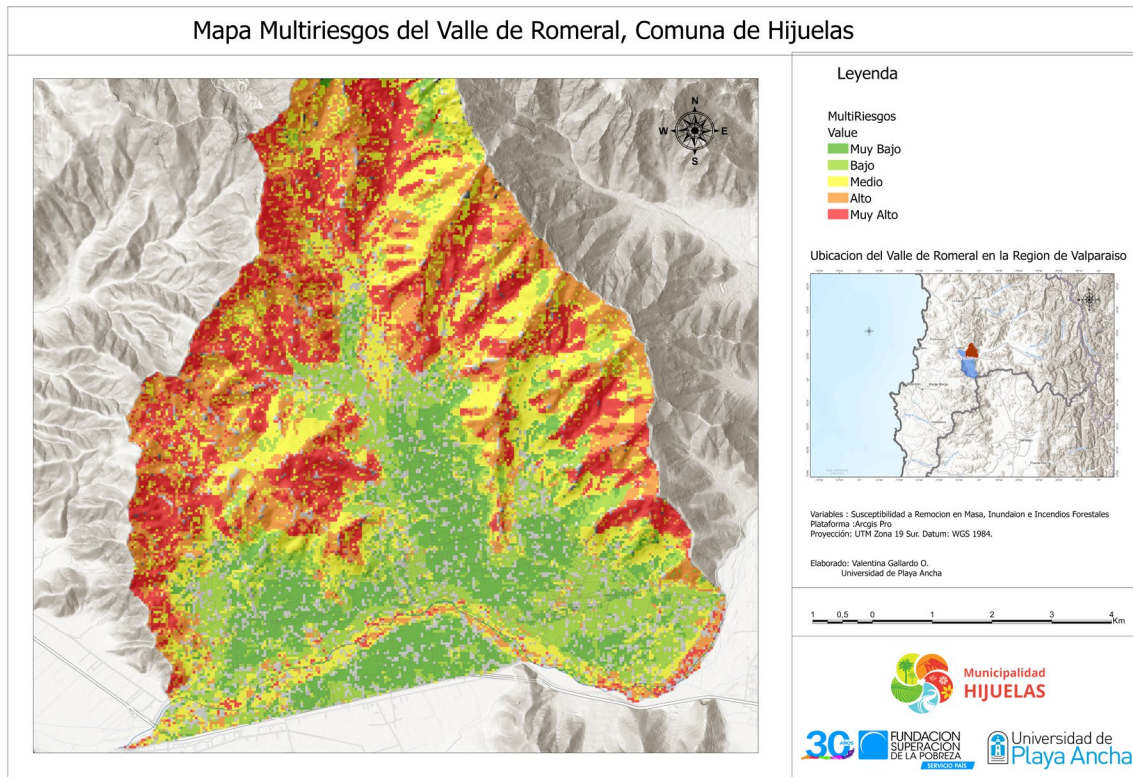 Mapa Multiriesgos del Valle de Romeral, Comuna de Hijuelas
N
W
E
S
Leyenda
MultiRiesgos
Value
Muy Bajo
Bajo
Medio
Alto
Muy Alto
Ubicacion del Valle de Romeral en la Region de Valparaiso
Variables : Susceptibilidad a Remocion en Masa, Inundaion e Incendios Forestales
Plataforma :Arcgis Pro
Proyección: UTM Zona 19 Sur. Datum: WGS 1984.
Elaborado: Valentina Gallardo O.
Universidad de Playa Ancha
1 0,5 0 1 2 3 4
Km
Municipalidad
HIJUELAS
30 AÑOS
FUNDACION
SUPERACION
DE LA POBREZA
SERVICIO PAÍS
Universidad de
Playa Ancha